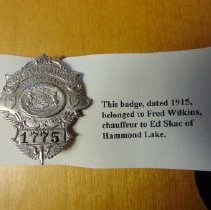 1775
This badge, dated 1915,
belonged to Fred Wilkins,
chauffeur to Ed Skae of
Hammond Lake.